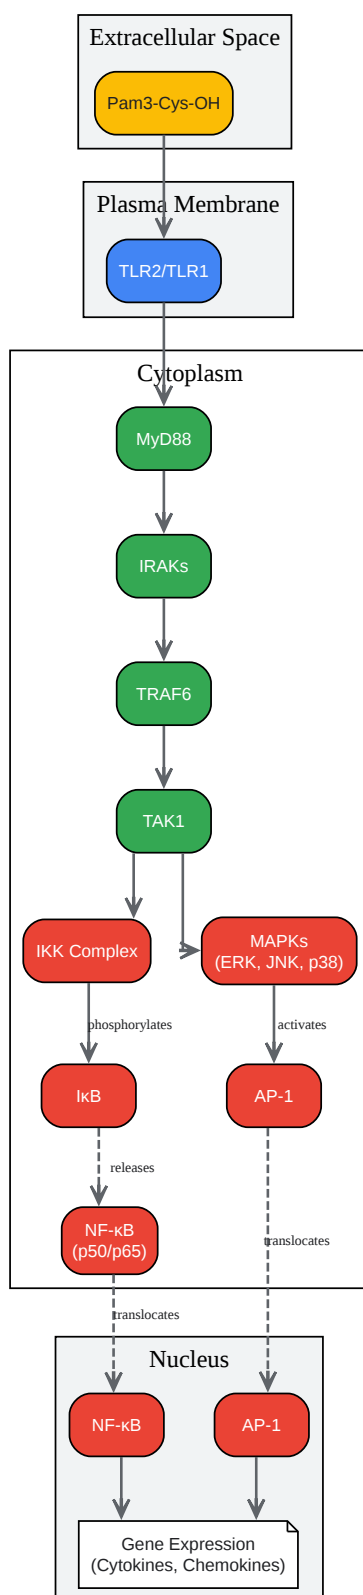 Extracellular Space
Pam3-Cys-OH
Plasma Membrane
TLR2/TLR1
Cytoplasm
MyD88
IRAKs
TRAF6
TAK1
IKK Complex
MAPKs
(ERK, JNK, p38)
phosphorylates
activates
IκB
AP-1
releases
NF-κB
(p50/p65)
translocates
translocates
Nucleus
NF-κB
AP-1
Gene Expression
(Cytokines, Chemokines)